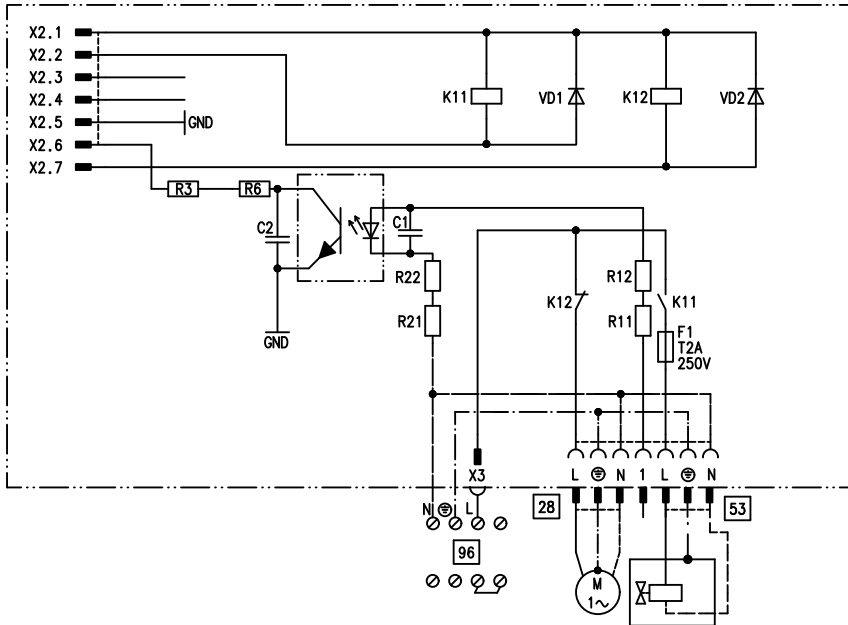 X2.1
X2.2
X2.3
X2.4
X2.5 GND
X2.6
X2.7
K11 VD1 K12 VD2
R3 R6
C2 C1
R22 R12
K12 K11
R21 R11
F1
T2A
250V
GND
X3 L N 1 L N
N L
28 53
96
M
1~